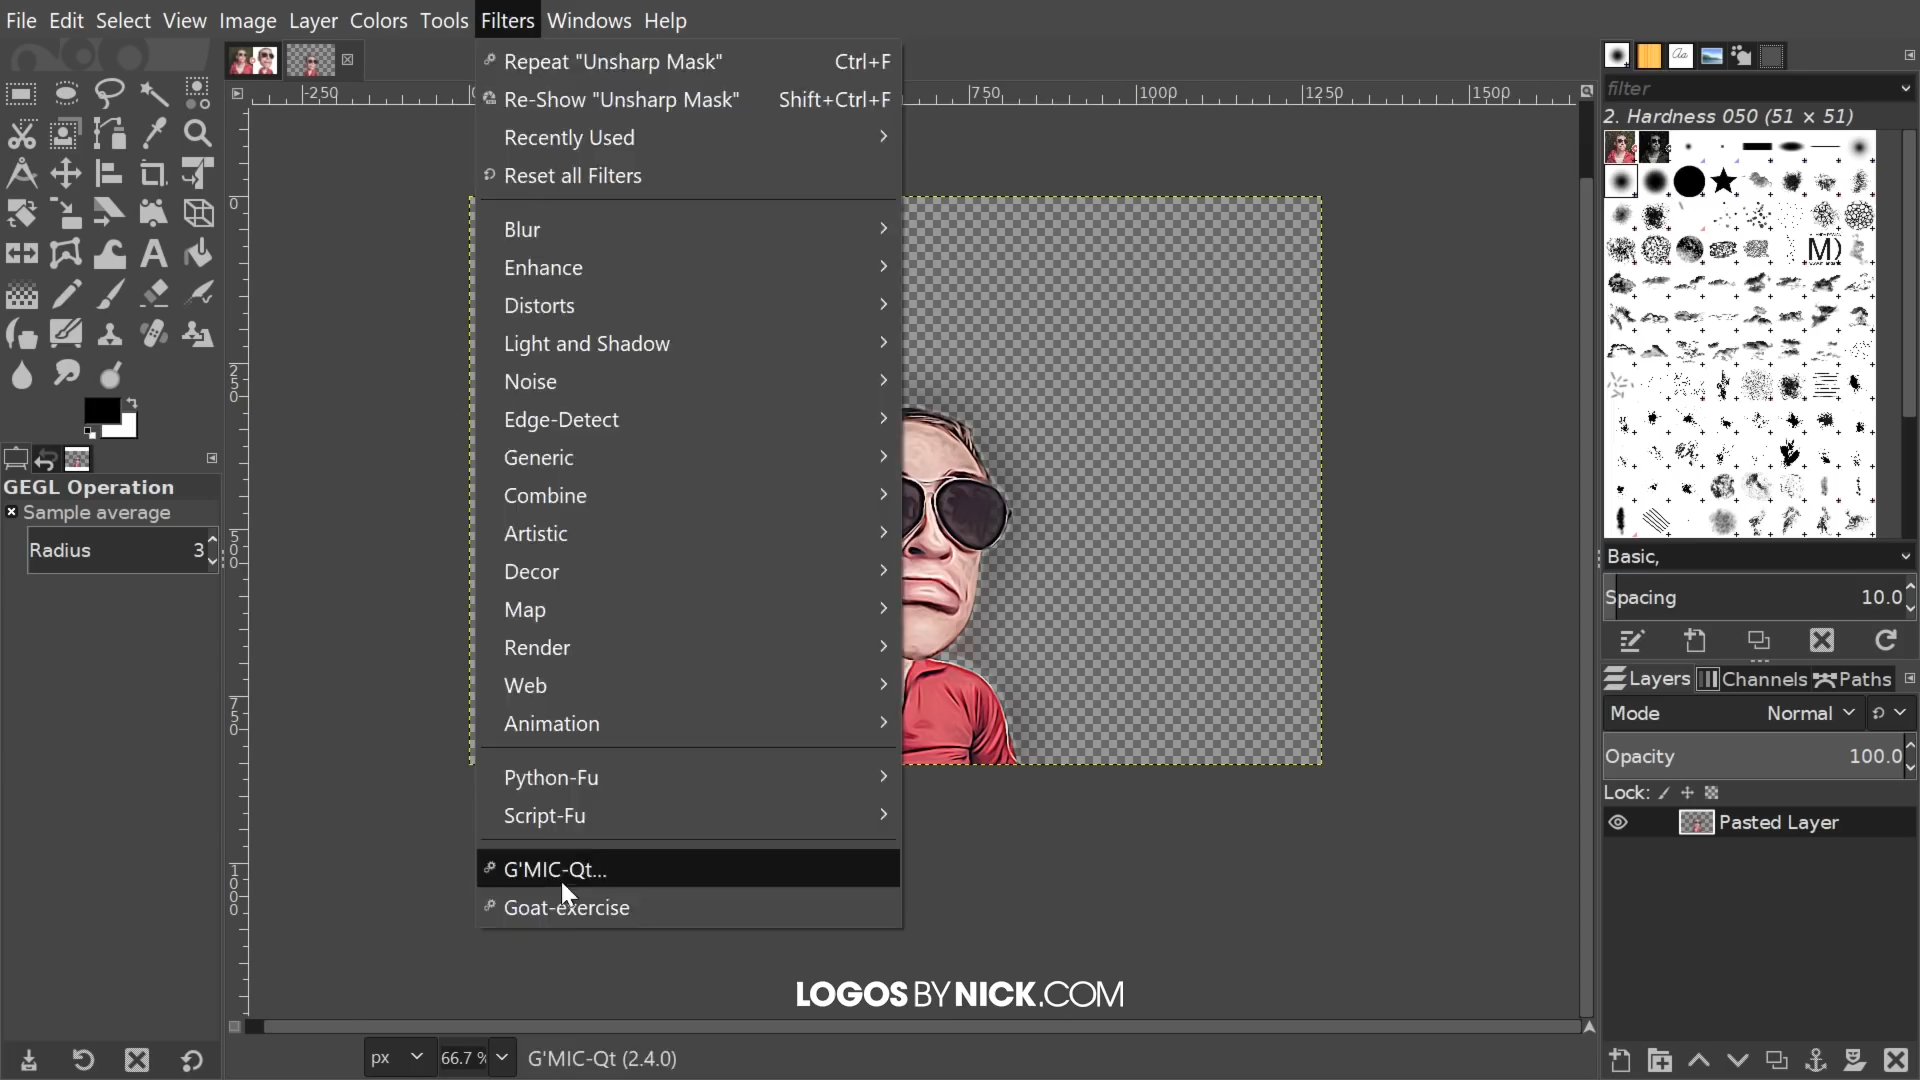 File Edit Select View Image Layer Colors Tools Filters Windows Help
Repeat "Unsharp Mask" Ctrl+F
Re-Show "Unsharp Mask" Shift+Ctrl+F
Recently Used
Reset all Filters
Blur
Enhance
Distorts
Light and Shadow
Noise
Edge-Detect
Generic
Combine
Artistic
Decor
Map
Render
Web
Animation
Python-Fu
Script-Fu
G'MIC-Qt...
Goat-exercise
-250 750 1000 1250 1500
0
250
500
750
1000
GEGL Operation
Sample average
Radius 3
filter
2. Hardness 050 (51 × 51)
Basic,
Spacing 10.0
Layers Channels Paths
Mode Normal
Opacity 100.0
Lock:
Pasted Layer
LOGOS BY NICK.COM
px 66.7 % G'MIC-Qt (2.4.0)